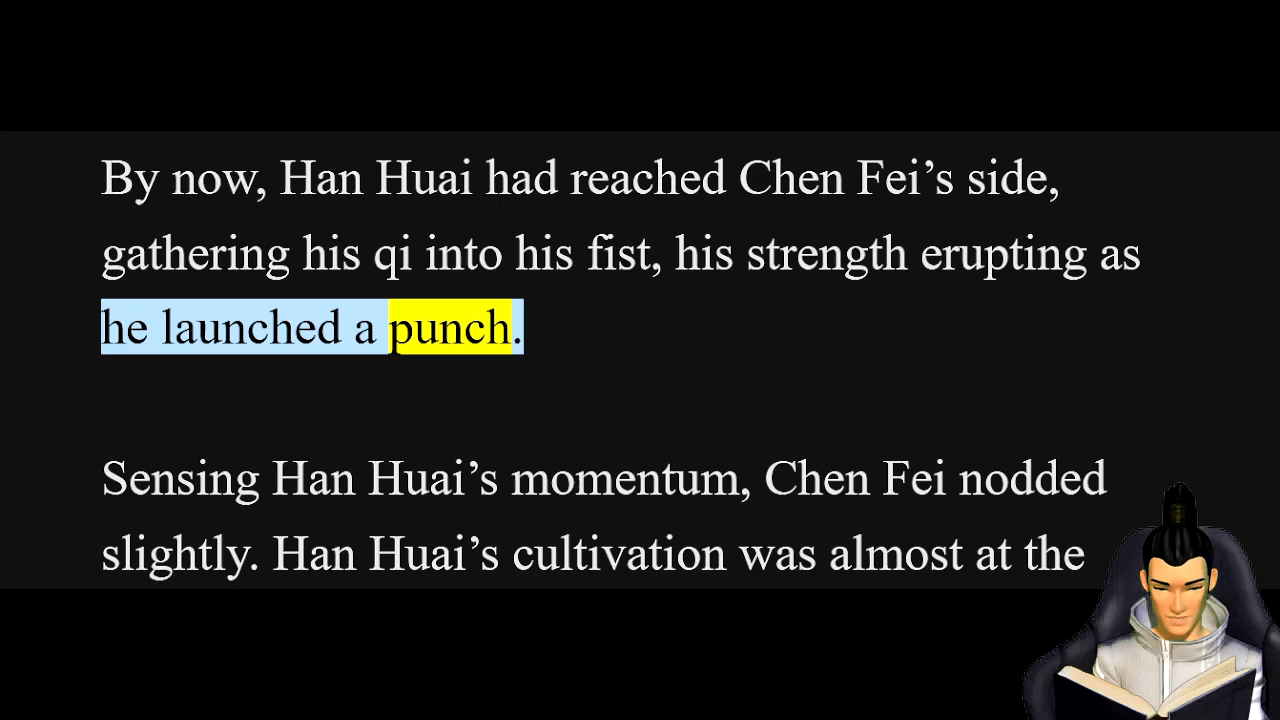 By now, Han Huai had reached Chen Fei’s side,
gathering his qi into his fist, his strength erupting as
he launched a punch.
Sensing Han Huai’s momentum, Chen Fei nodded
slightly. Han Huai’s cultivation was almost at the